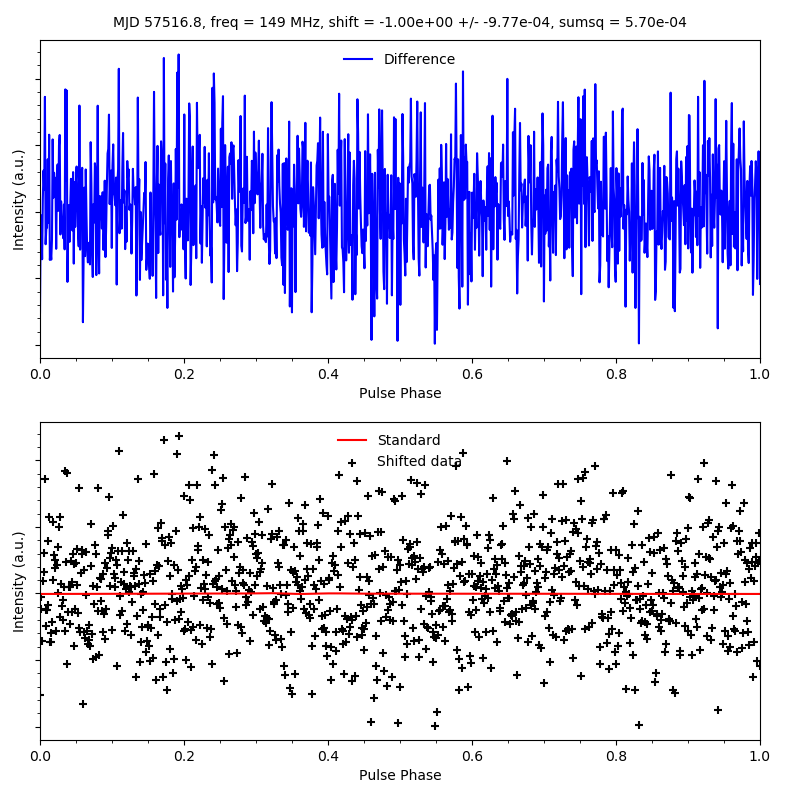 MJD 57516.8, freq = 149 MHz, shift = -1.00e+00 +/- -9.77e-04, sumsq = 5.70e-04
Difference
Intensity (a.u.)
0.0 0.2 0.4 0.6 0.8 1.0
Pulse Phase
Standard
Shifted data
Intensity (a.u.)
0.0 0.2 0.4 0.6 0.8 1.0
Pulse Phase